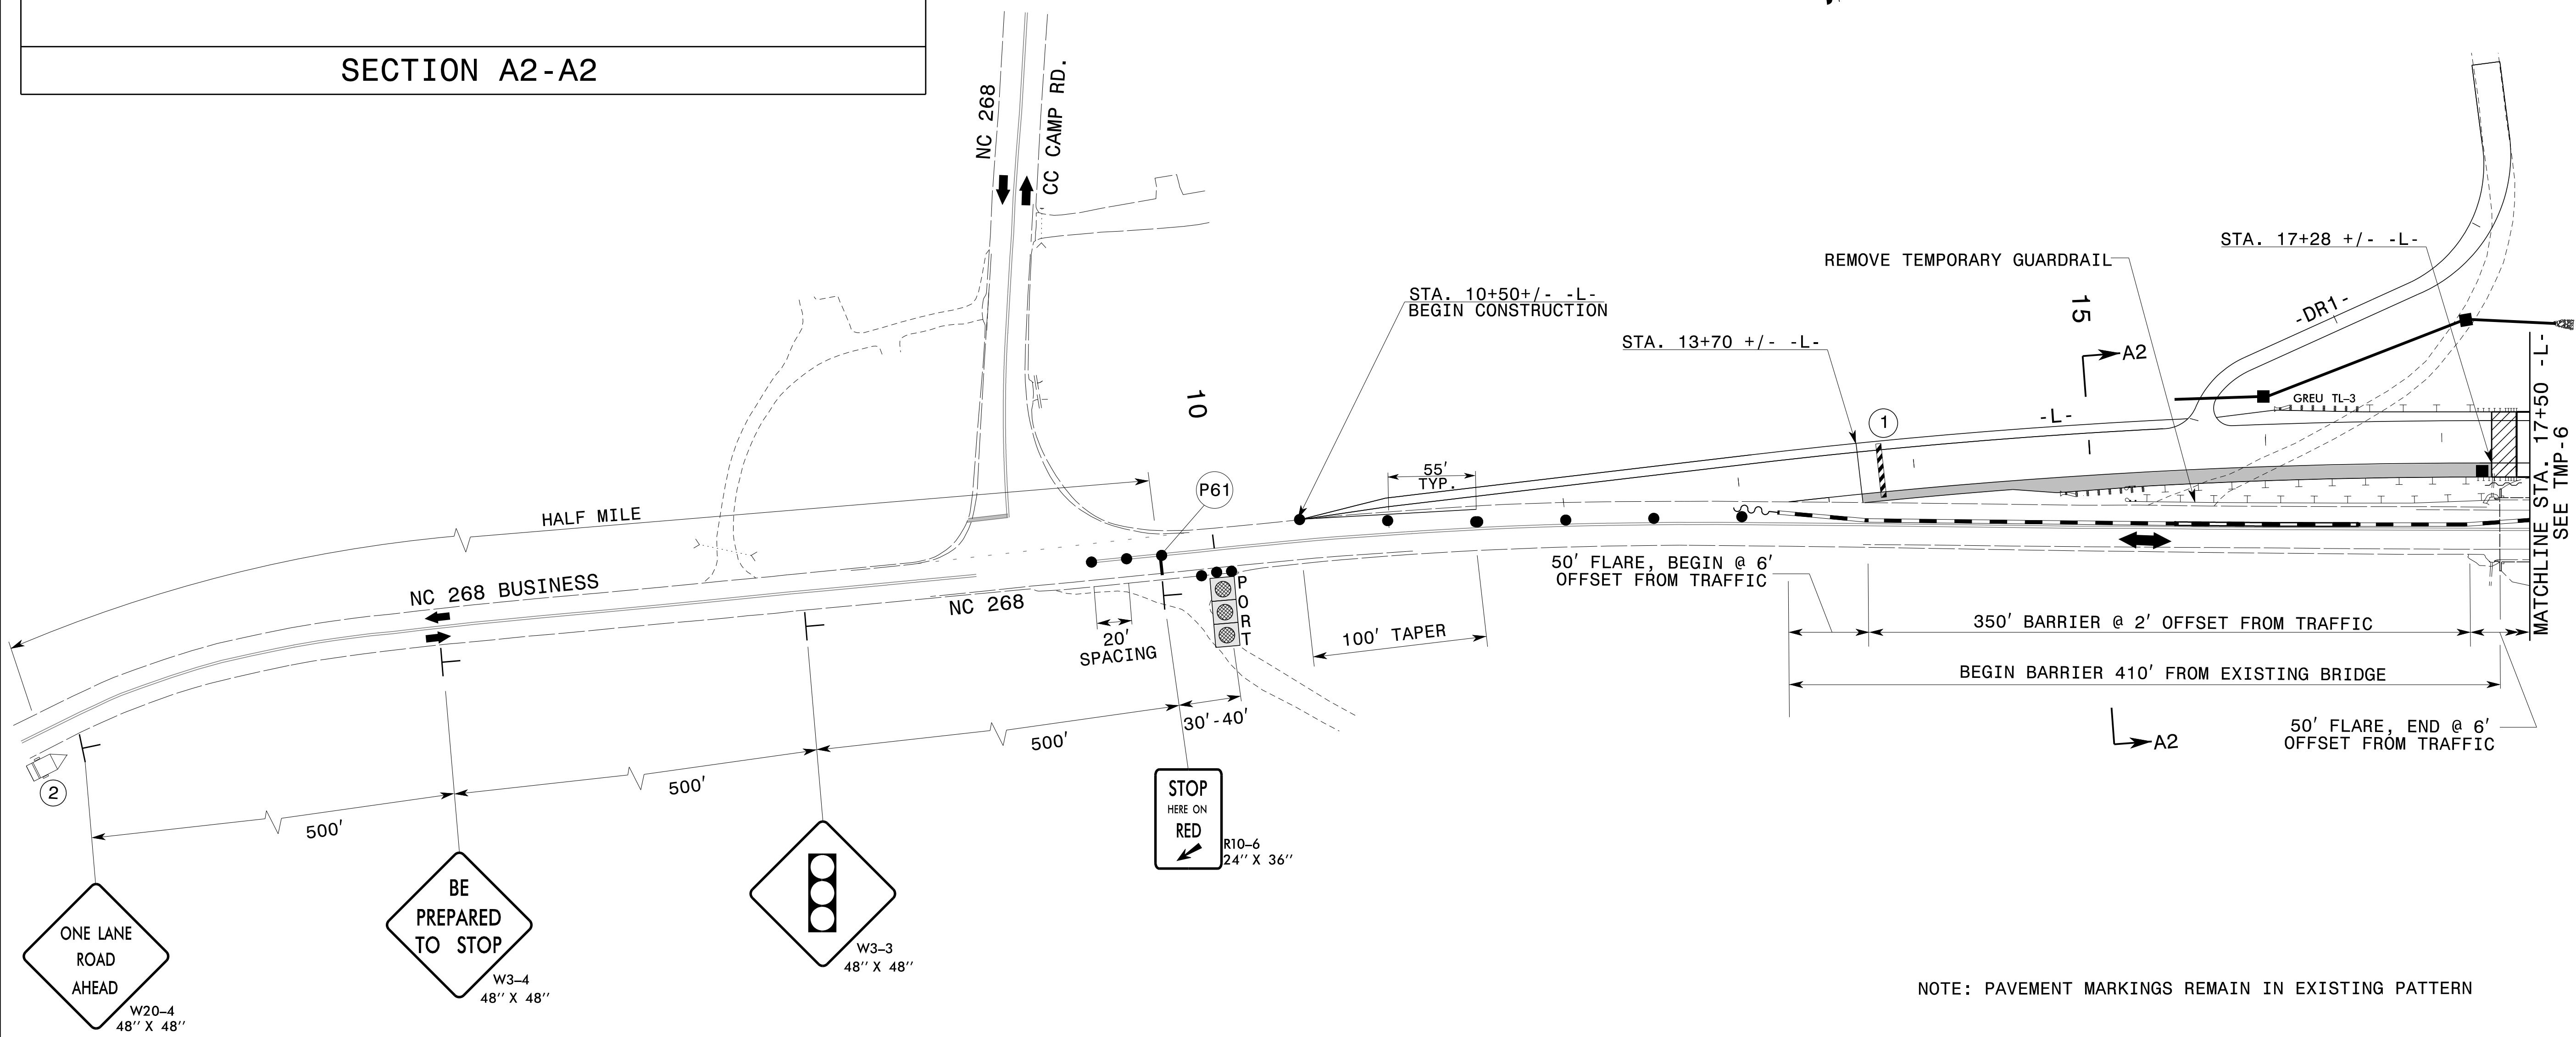 SECTION A2-A2
NC 268
CC CAMP RD.
STA. 17+28 +/- -L-
REMOVE TEMPORARY GUARDRAIL
STA. 10+50+/- -L-
BEGIN CONSTRUCTION
STA. 13+70 +/- -L-
15
A2
-DR1-
10
1
-L-
GREU TL-3
MATCHLINE STA. 17+50 -L-
SEE TMP-6
55'
TYP.
P61
HALF MILE
NC 268 BUSINESS
NC 268
PORT
20'
SPACING
100' TAPER
50' FLARE, BEGIN @ 6'
OFFSET FROM TRAFFIC
350' BARRIER @ 2' OFFSET FROM TRAFFIC
BEGIN BARRIER 410' FROM EXISTING BRIDGE
30'-40'
50' FLARE, END @ 6'
OFFSET FROM TRAFFIC
A2
500'
500'
500'
2
STOP
HERE ON
RED
R10-6
24" X 36"
BE
PREPARED
TO STOP
W3-4
48" X 48"
W3-3
48" X 48"
ONE LANE
ROAD
AHEAD
W20-4
48" X 48"
NOTE: PAVEMENT MARKINGS REMAIN IN EXISTING PATTERN